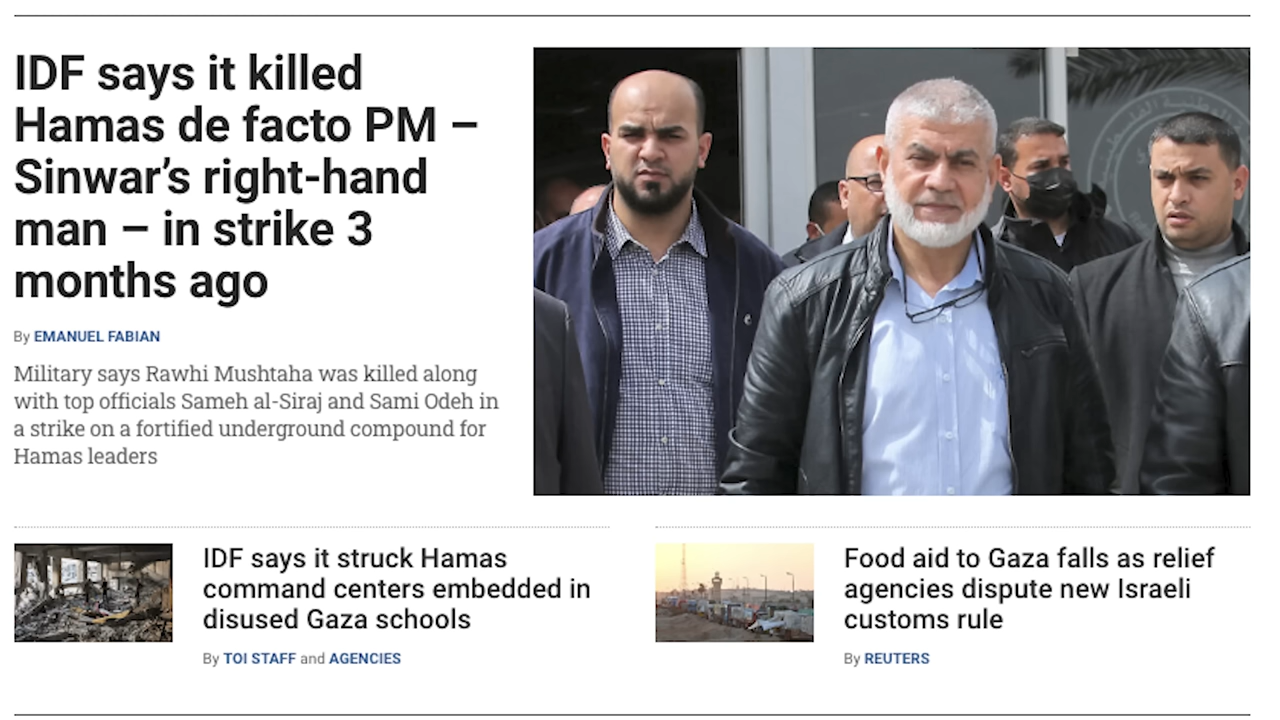 IDF says it killed
Hamas de facto PM –
Sinwar’s right-hand
man – in strike 3
months ago
By EMANUEL FABIAN
Military says Rawhi Mushtaha was killed along
with top officials Sameh al-Siraj and Sami Odeh in
a strike on a fortified underground compound for
Hamas leaders
IDF says it struck Hamas
command centers embedded in
disused Gaza schools
By TOI STAFF and AGENCIES
Food aid to Gaza falls as relief
agencies dispute new Israeli
customs rule
By REUTERS